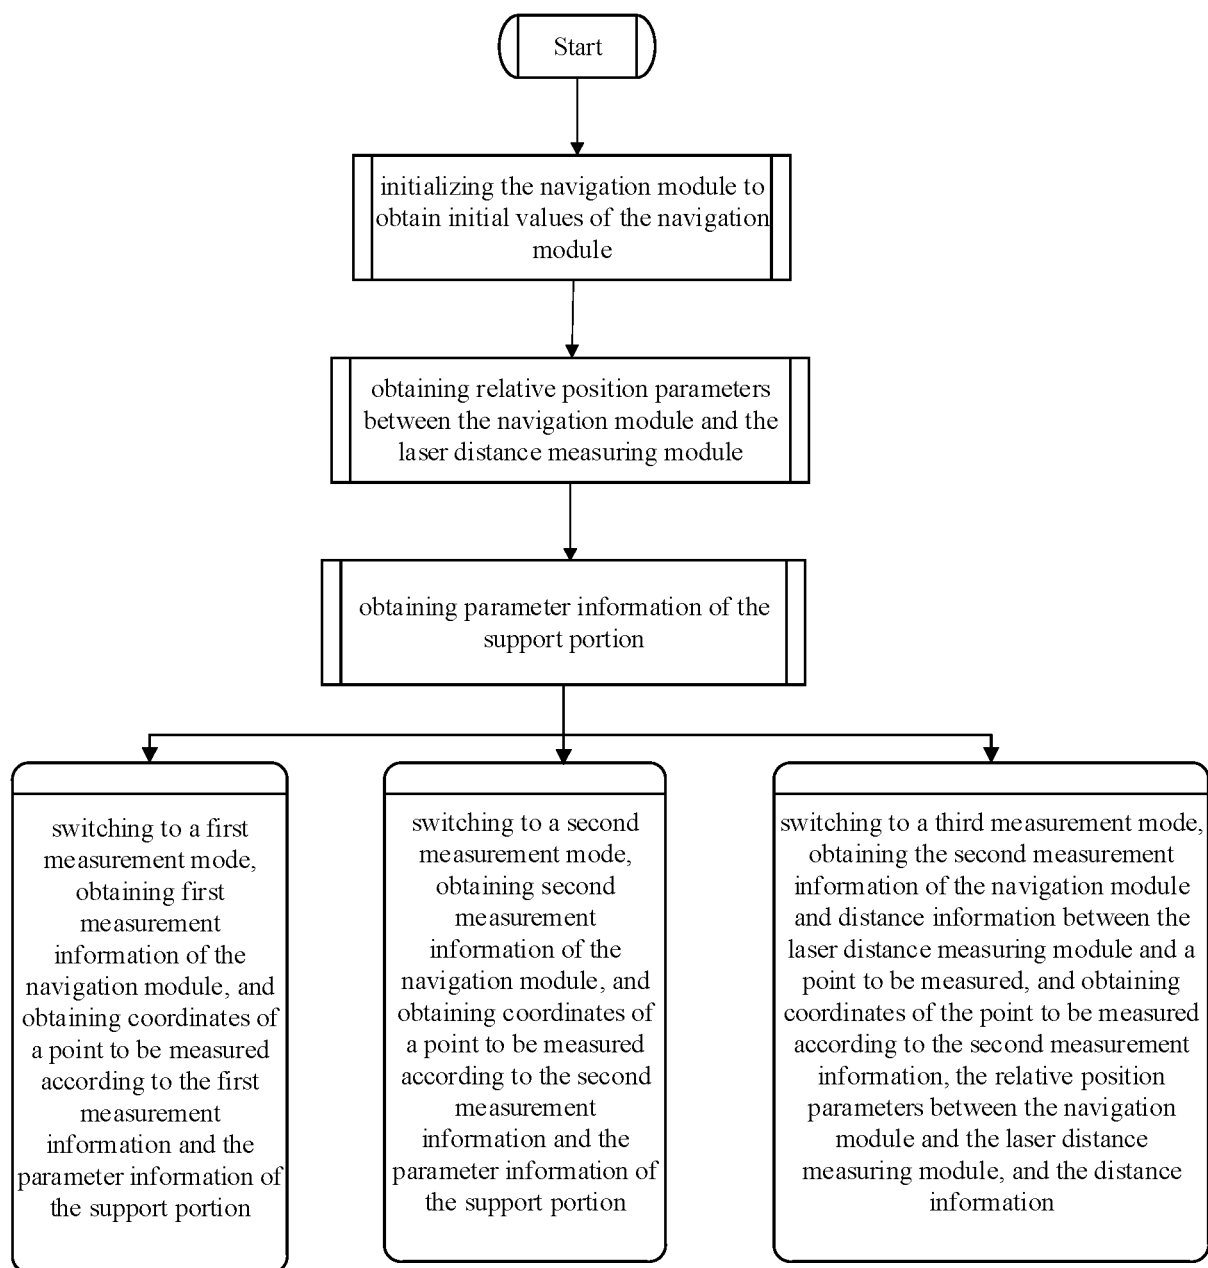 Start
initializing the navigation module to
obtain initial values of the navigation
module
obtaining relative position parameters
between the navigation module and the
laser distance measuring module
obtaining parameter information of the
support portion
switching to a first
measurement mode,
obtaining first
measurement
information of the
navigation module, and
obtaining coordinates of
a point to be measured
according to the first
measurement
information and the
parameter information of
the support portion
switching to a second
measurement mode,
obtaining second
measurement
information of the
navigation module, and
obtaining coordinates of
a point to be measured
according to the second
measurement
information and the
parameter information of
the support portion
switching to a third measurement mode,
obtaining the second measurement
information of the navigation module
and distance information between the
laser distance measuring module and a
point to be measured, and obtaining
coordinates of the point to be measured
according to the second measurement
information, the relative position
parameters between the navigation
module and the laser distance
measuring module, and the distance
information